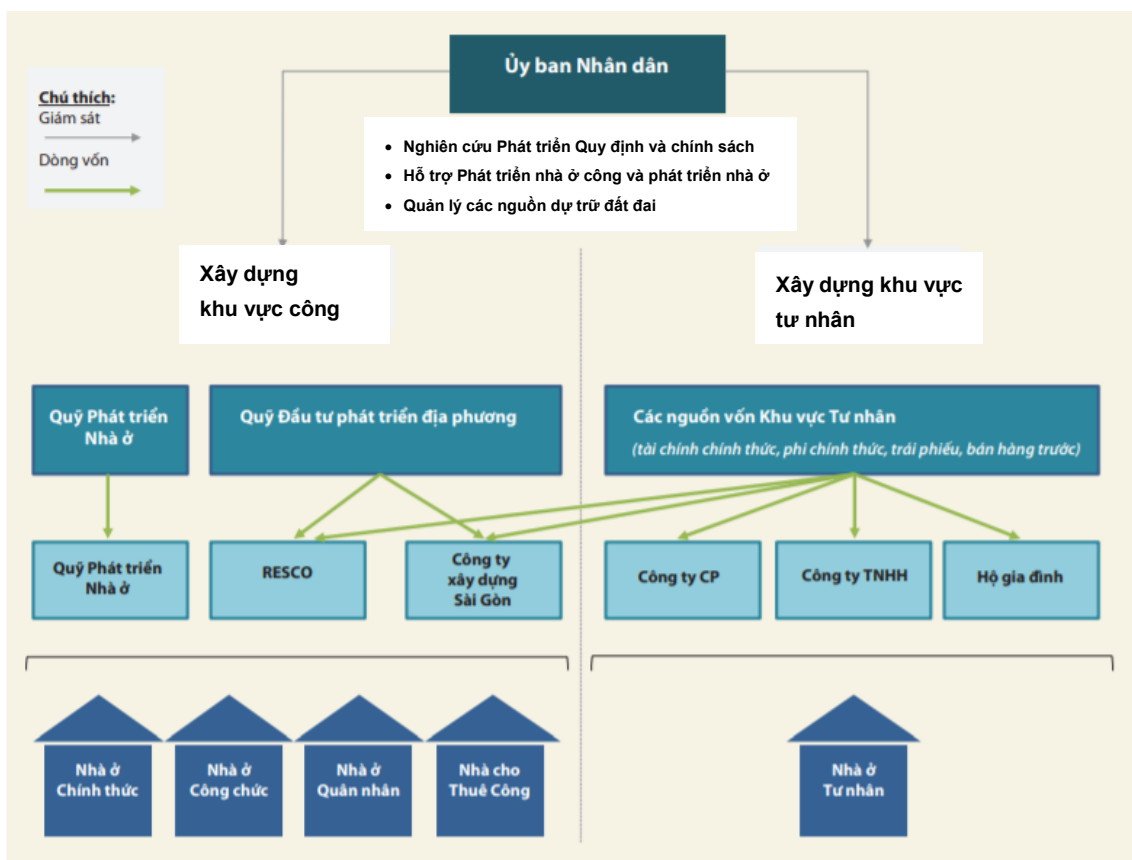 Ủy ban Nhân dân
Chú thích:
Giám sát
Dòng vốn
• Nghiên cứu Phát triển Quy định và chính sách
• Hỗ trợ Phát triển nhà ở công và phát triển nhà ở
• Quản lý các nguồn dự trữ đất đai
Xây dựng
khu vực công
Xây dựng khu vực
tư nhân
Quỹ Phát triển
Nhà ở
Quỹ Đầu tư phát triển địa phương
Các nguồn vốn Khu vực Tư nhân
(tài chính chính thức, phi chính thức, trái phiếu, bán hàng trước)
Quỹ Phát triển
Nhà ở
RESCO
Công ty
xây dựng
Sài Gòn
Công ty CP
Công ty TNHH
Hộ gia đình
Nhà ở
Chính thức
Nhà ở
Công chức
Nhà ở
Quân nhân
Nhà cho
Thuê Công
Nhà ở
Tư nhân